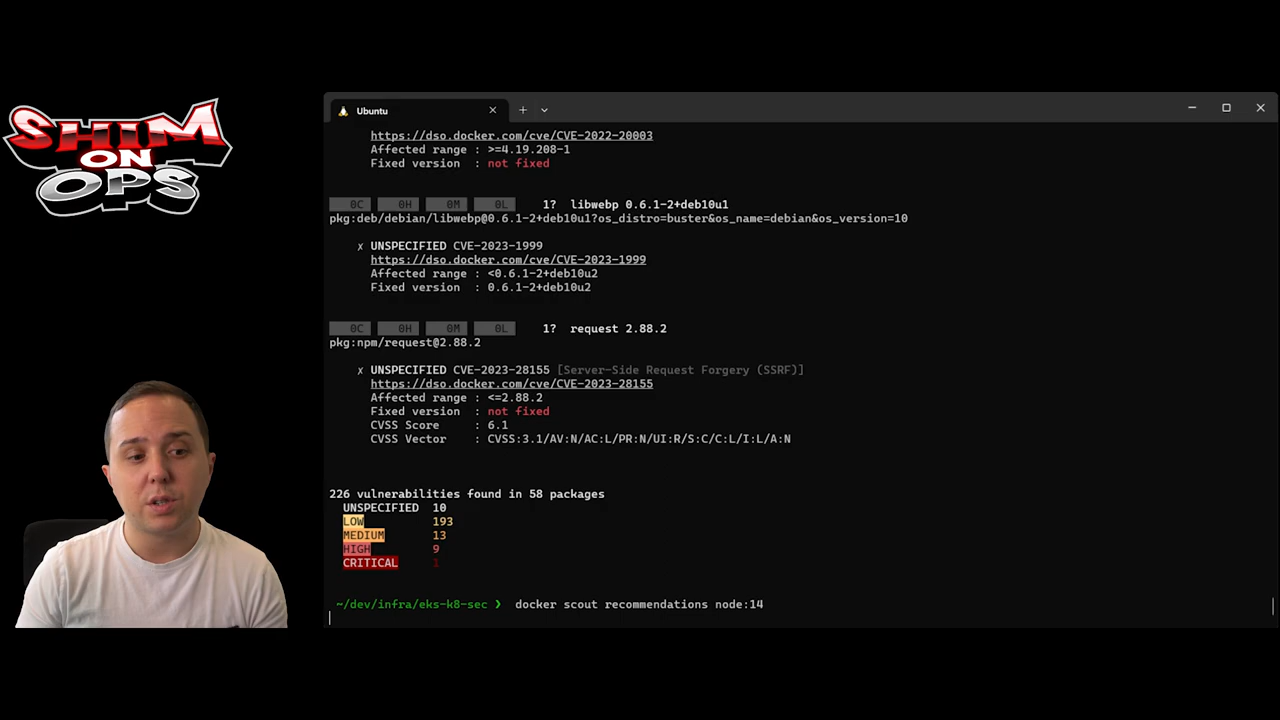 SHIM
ON
OPS
Ubuntu
https://dso.docker.com/cve/CVE-2022-20003
Affected range : >=4.19.208-1
Fixed version : not fixed
0C 0H 0M 0L 1? libwebp 0.6.1-2+deb10u1
pkg:deb/debian/libwebp@0.6.1-2+deb10u1?os_distro=buster&os_name=debian&os_version=10
✗ UNSPECIFIED CVE-2023-1999
https://dso.docker.com/cve/CVE-2023-1999
Affected range : <0.6.1-2+deb10u2
Fixed version : 0.6.1-2+deb10u2
0C 0H 0M 0L 1? request 2.88.2
pkg:npm/request@2.88.2
✗ UNSPECIFIED CVE-2023-28155 [Server-Side Request Forgery (SSRF)]
https://dso.docker.com/cve/CVE-2023-28155
Affected range : <=2.88.2
Fixed version : not fixed
CVSS Score : 6.1
CVSS Vector : CVSS:3.1/AV:N/AC:L/PR:N/UI:R/S:C/C:L/I:L/A:N
226 vulnerabilities found in 58 packages
UNSPECIFIED 10
LOW 193
MEDIUM 13
HIGH 9
CRITICAL 1
~/dev/infra/eks-k8-sec ❯ docker scout recommendations node:14